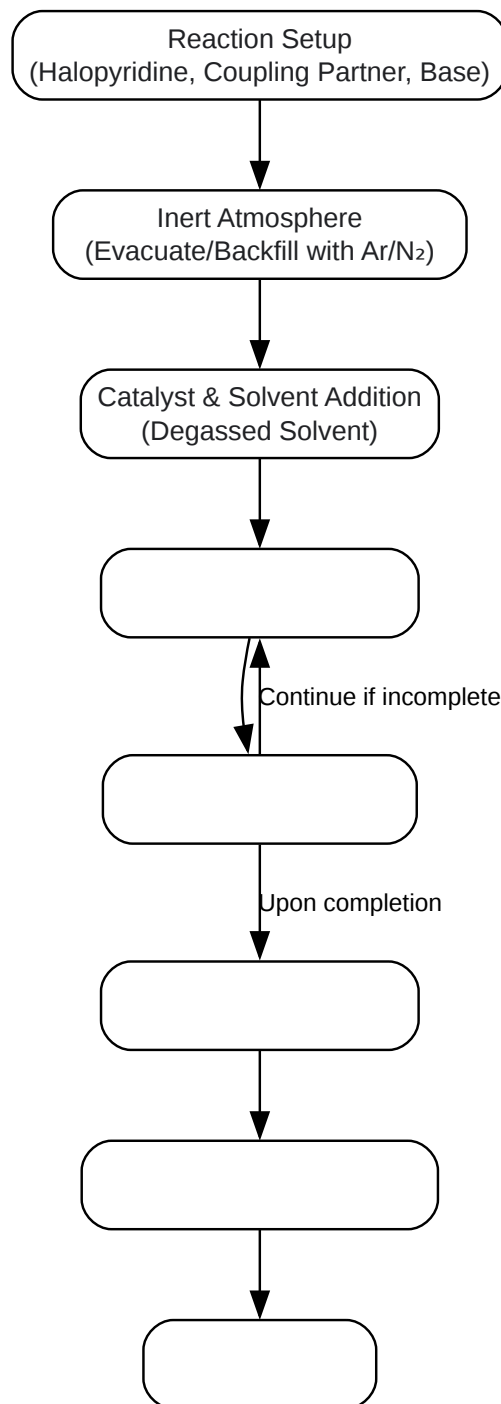 Reaction Setup
(Halopyridine, Coupling Partner, Base)
Inert Atmosphere
(Evacuate/Backfill with Ar/N₂)
Catalyst & Solvent Addition
(Degassed Solvent)
Continue if incomplete
Upon completion